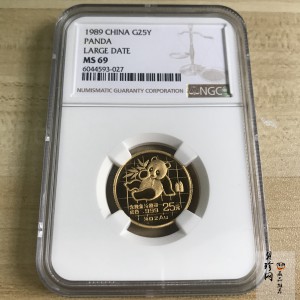 1989 CHINA G25Y
PANDA
LARGE DATE
MS 69
6044593-027
NUMISMATIC GUARANTY CORPORATION
NGC
25元
.999
1/4oz Au